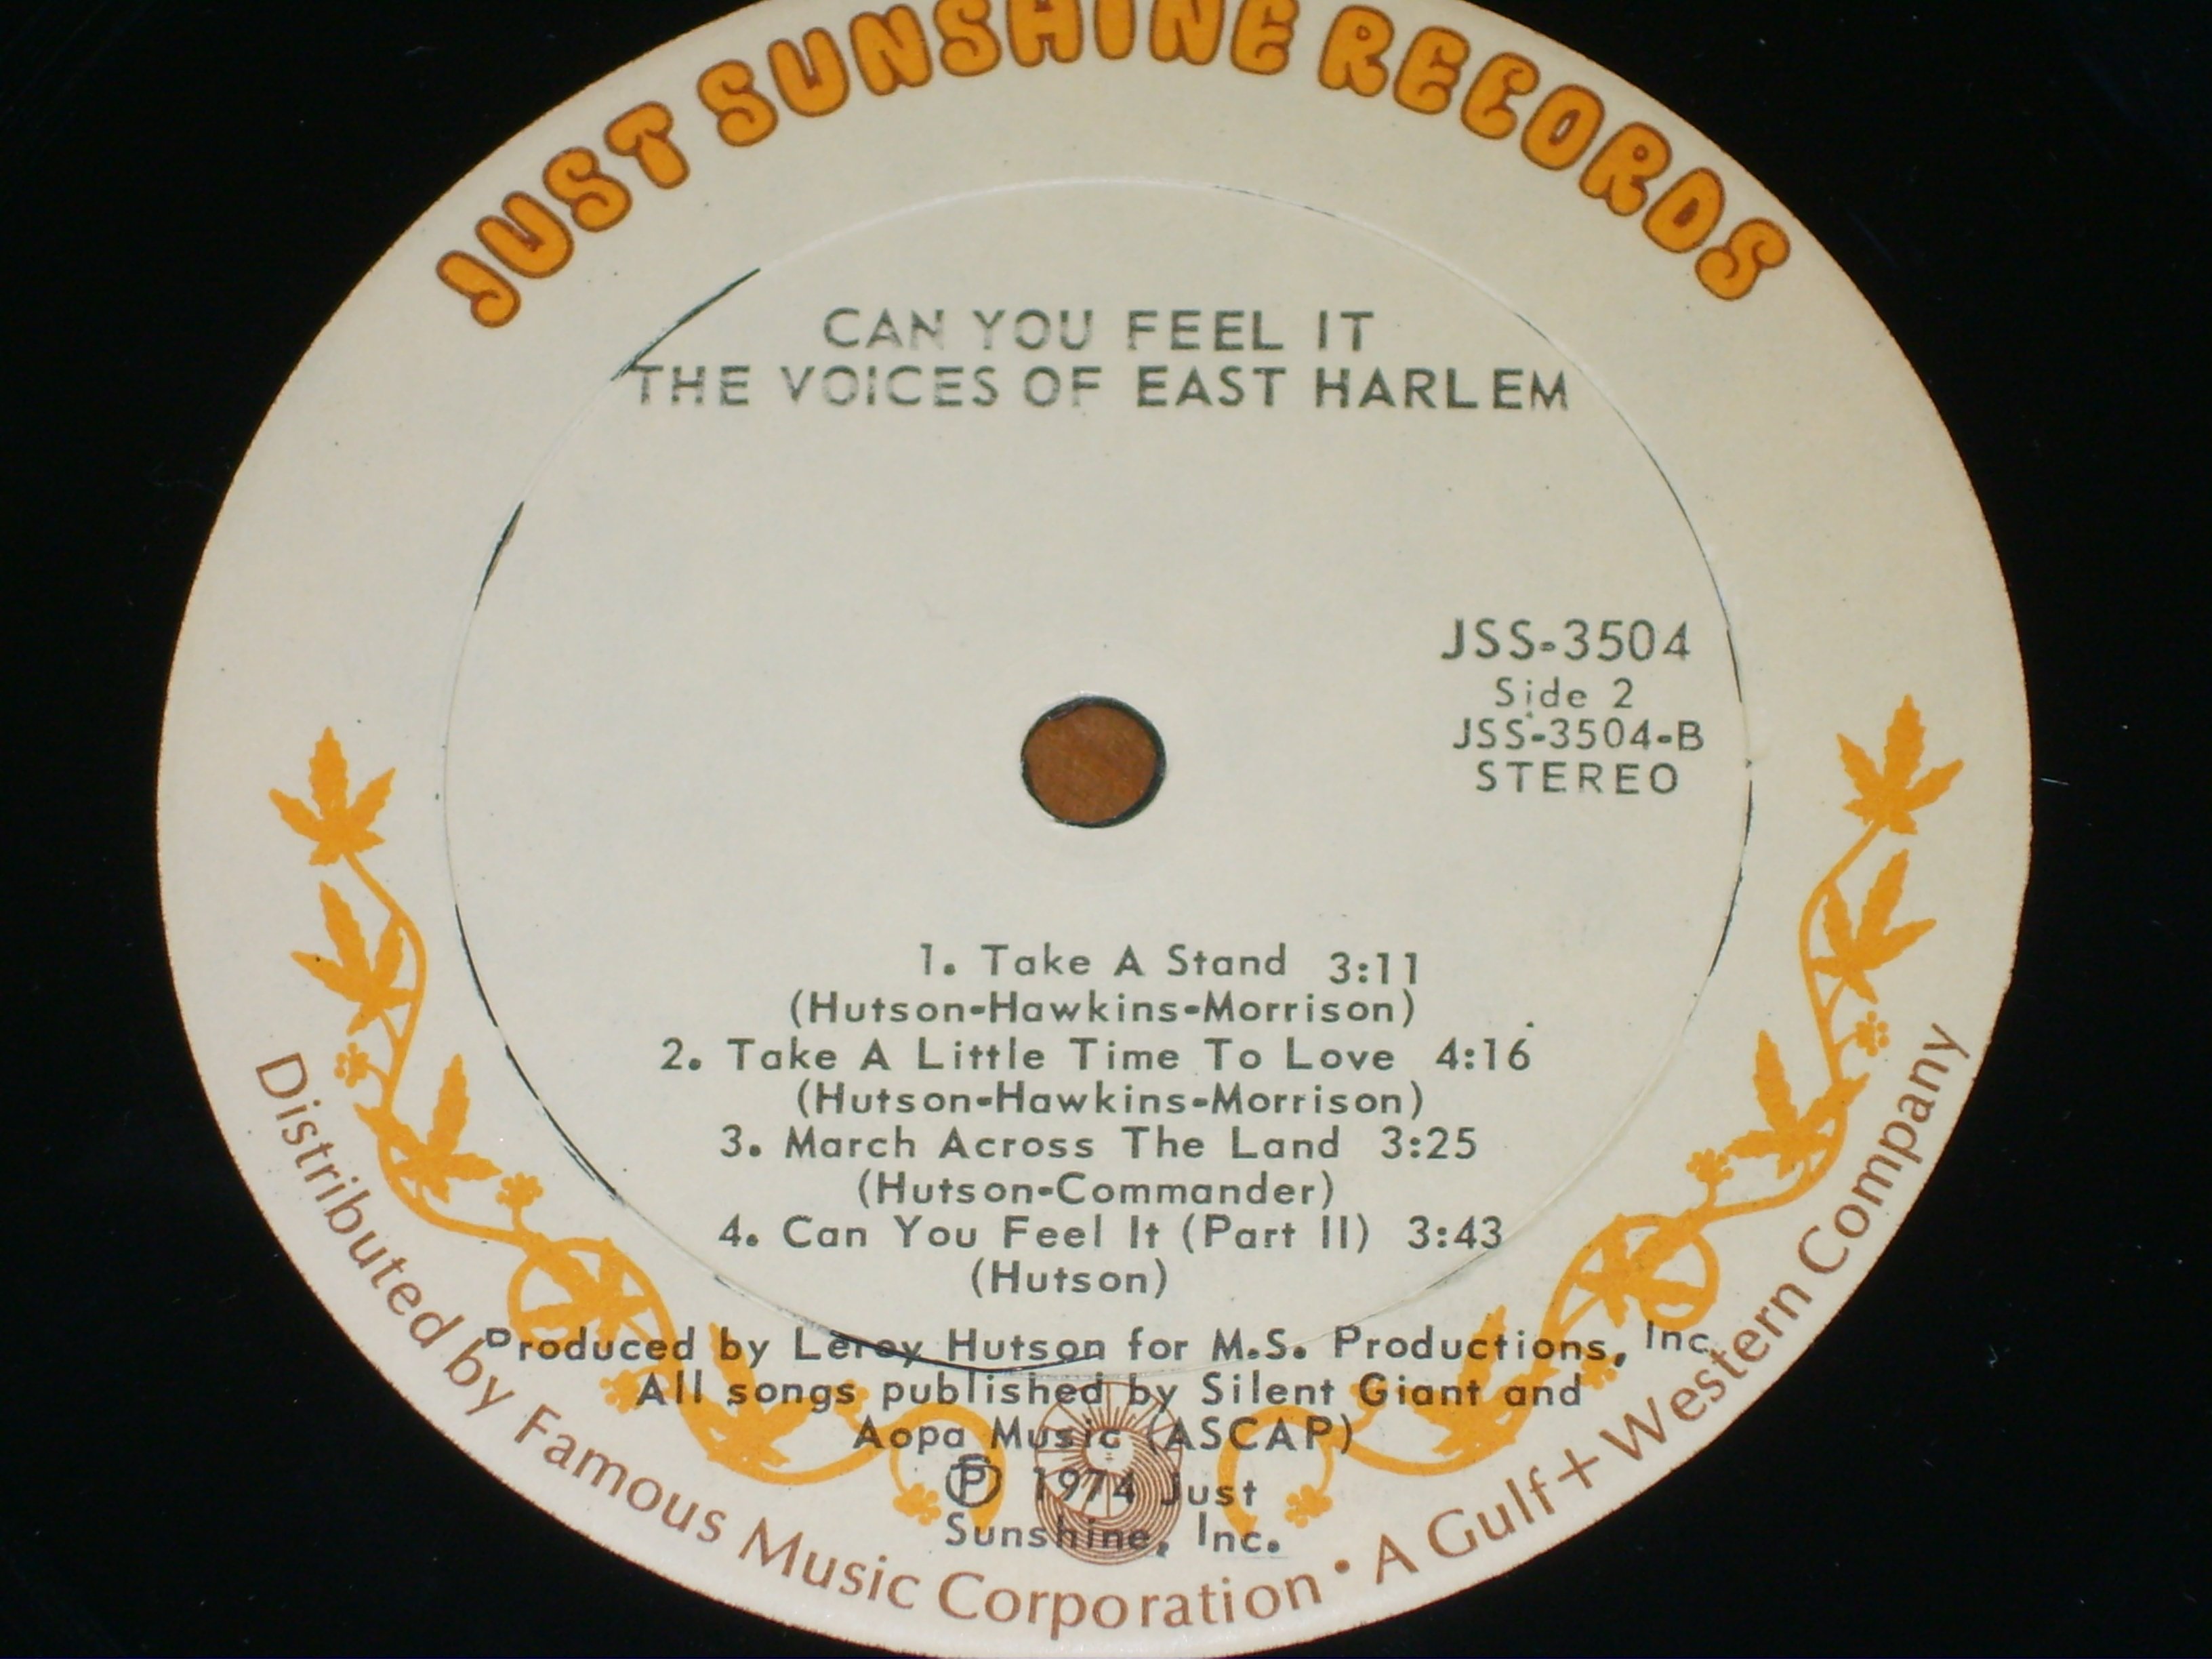 JUST SUNSHINE RECORDS
CAN YOU FEEL IT
THE VOICES OF EAST HARLEM
JSS-3504
Side 2
JSS-3504-B
STEREO
1. Take A Stand 3:11
(Hutson-Hawkins-Morrison)
2. Take A Little Time To Love 4:16
(Hutson-Hawkins-Morrison)
3. March Across The Land 3:25
(Hutson-Commander)
4. Can You Feel It (Part II) 3:43
(Hutson)
Produced by Leroy Hutson for M.S. Productions, Inc.
All songs published by Silent Giant and
Aopa Music (ASCAP)
Ⓟ 1974 Just
Sunshine, Inc.
Distributed by Famous Music Corporation • A Gulf+Western Company